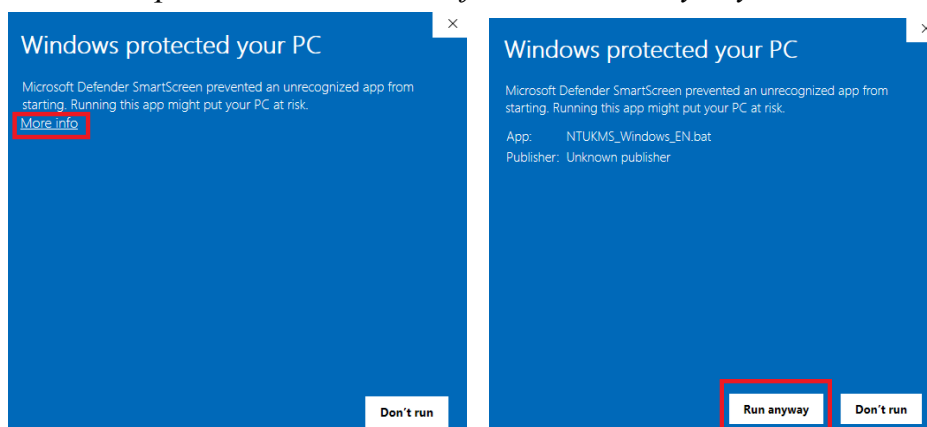 Windows protected your PC
Microsoft Defender SmartScreen prevented an unrecognized app from
starting. Running this app might put your PC at risk.
More info
Don't run
Windows protected your PC
Microsoft Defender SmartScreen prevented an unrecognized app from
starting. Running this app might put your PC at risk.
App: NTUKMS_Windows_EN.bat
Publisher: Unknown publisher
Run anyway Don't run